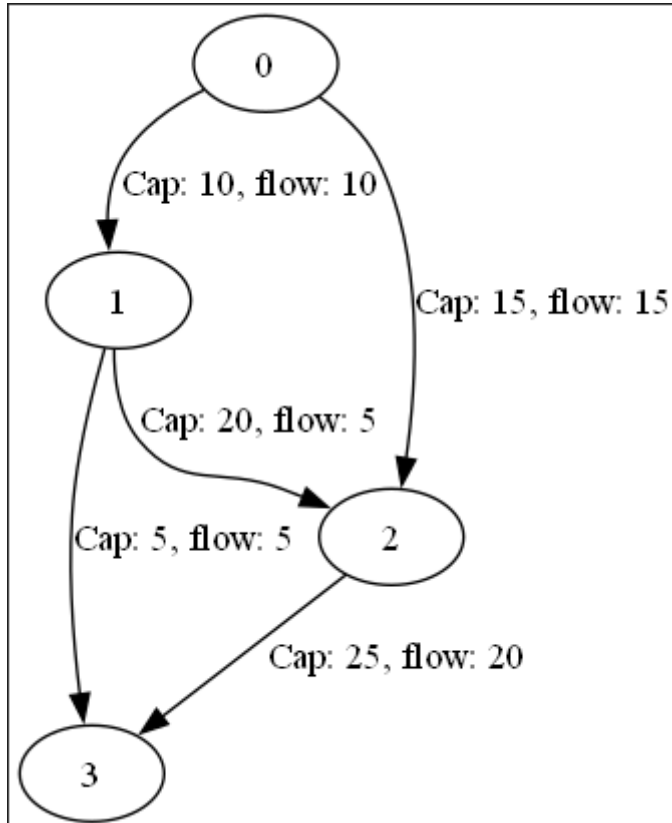 0
Cap: 10, flow: 10
1
Cap: 15, flow: 15
Cap: 20, flow: 5
Cap: 5, flow: 5
2
Cap: 25, flow: 20
3